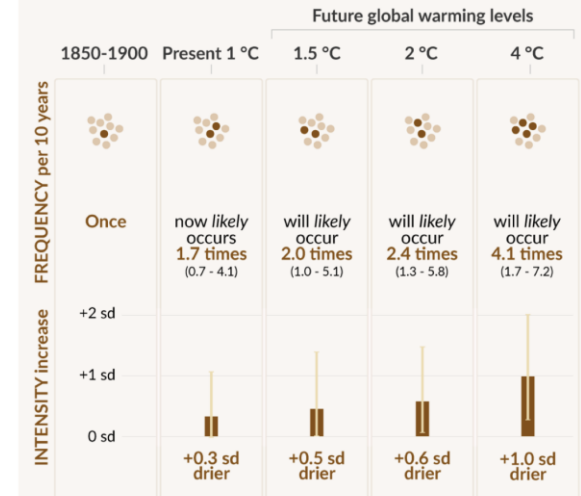 Future global warming levels
1850-1900 Present 1 °C 1.5 °C 2 °C 4 °C
FREQUENCY per 10 years
Once
now likely
occurs
1.7 times
(0.7 - 4.1)
will likely
occur
2.0 times
(1.0 - 5.1)
will likely
occur
2.4 times
(1.3 - 5.8)
will likely
occur
4.1 times
(1.7 - 7.2)
INTENSITY increase
+2 sd
+1 sd
0 sd
+0.3 sd
drier
+0.5 sd
drier
+0.6 sd
drier
+1.0 sd
drier